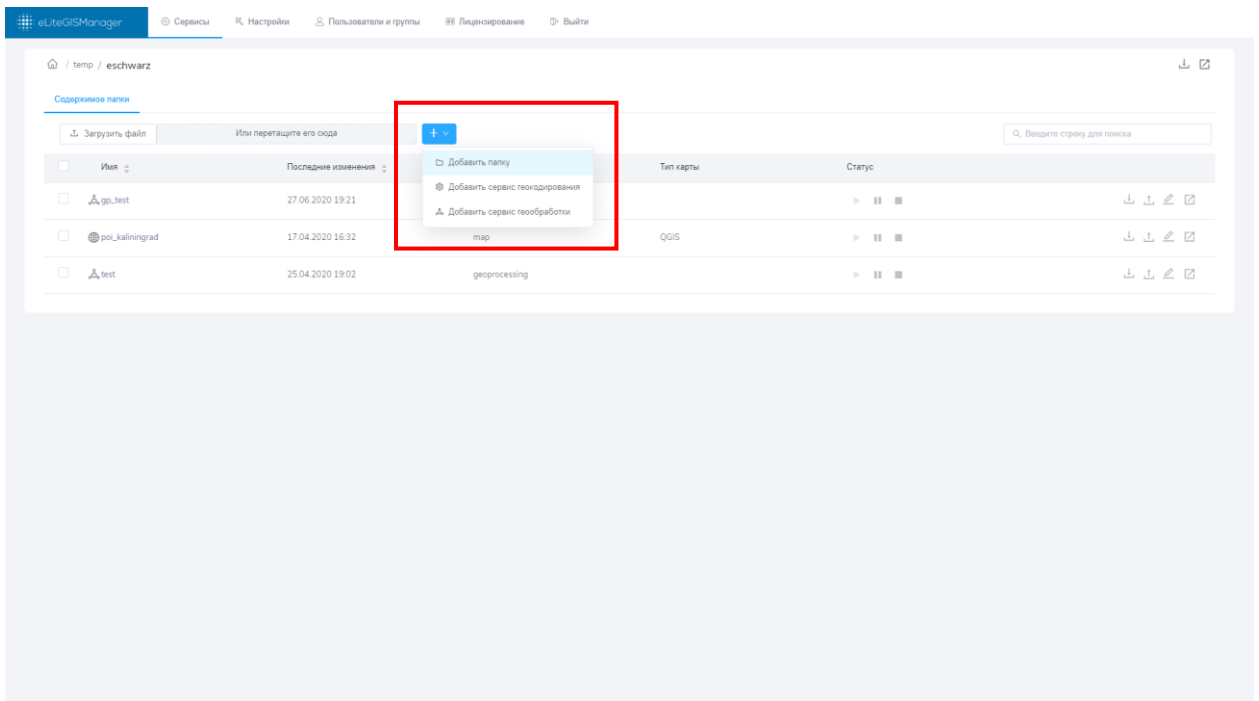 eLiteGISManager Сервисы Настройки Пользователи и группы Лицензирование Выйти
/ temp / eschwarz
Содержимое папки
Загрузить файл Или перетащите его сюда + Введите строку для поиска
Имя Последние изменения Тип карты Статус
Добавить папку
Добавить сервис геокодирования
Добавить сервис геообработки
gp_test 27.06.2020 19:21
poi_kaliningrad 17.04.2020 16:32 map QGIS
test 25.04.2020 19:02 geoprocessing